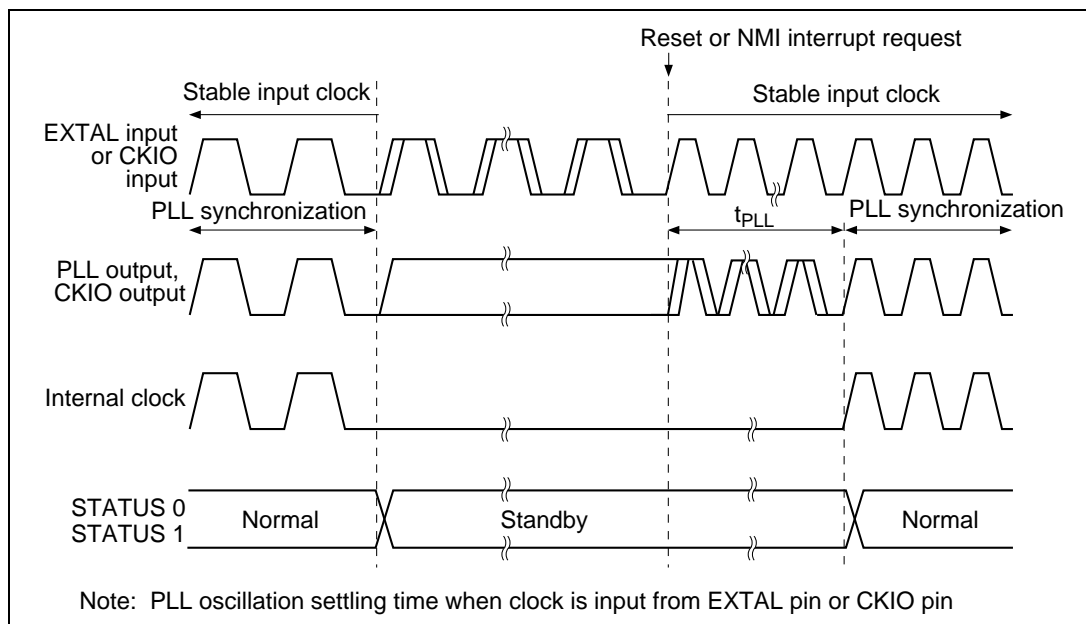 Reset or NMI interrupt request
Stable input clock
Stable input clock
EXTAL input
or CKIO
input
PLL synchronization
tPLL
PLL synchronization
PLL output,
CKIO output
Internal clock
STATUS 0
STATUS 1
Normal
Standby
Normal
Note: PLL oscillation settling time when clock is input from EXTAL pin or CKIO pin